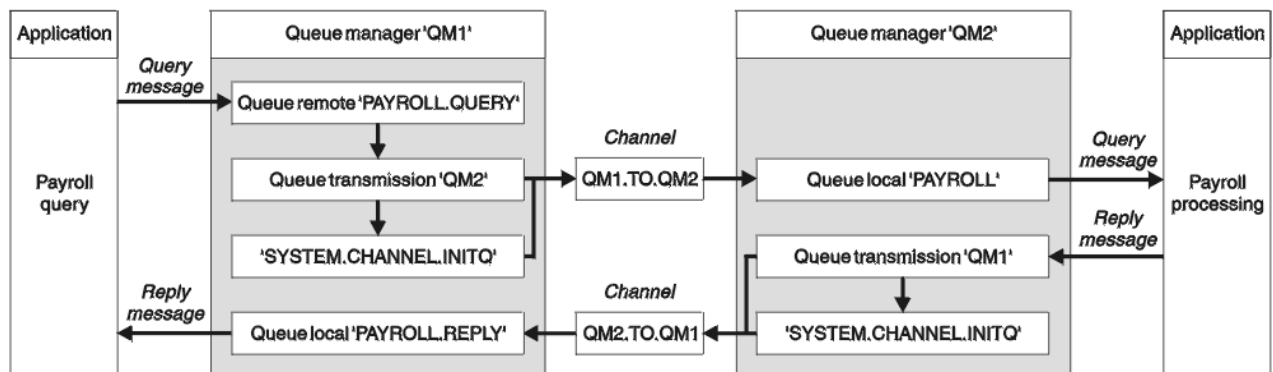 Application
Queue manager 'QM1'
Queue manager 'QM2'
Application
Query
message
Queue remote 'PAYROLL.QUERY'
Channel
Query
message
Payroll
query
Queue transmission 'QM2'
QM1.TO.QM2
Queue local 'PAYROLL'
Payroll
processing
Reply
message
'SYSTEM.CHANNEL.INITQ'
Queue transmission 'QM1'
Reply
message
Channel
Queue local 'PAYROLL.REPLY'
QM2.TO.QM1
'SYSTEM.CHANNEL.INITQ'